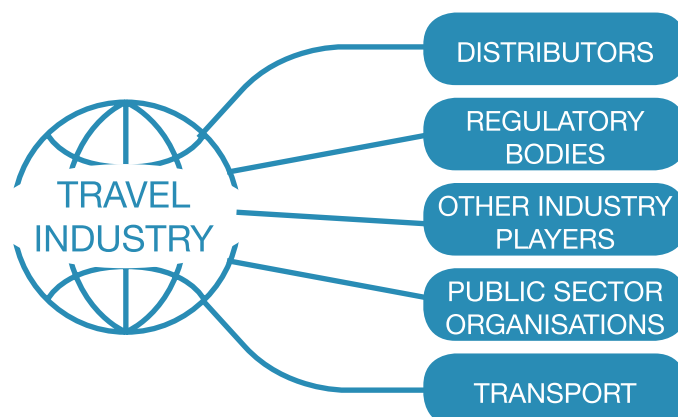 TRAVEL
INDUSTRY
DISTRIBUTORS
REGULATORY
BODIES
OTHER INDUSTRY
PLAYERS
PUBLIC SECTOR
ORGANISATIONS
TRANSPORT